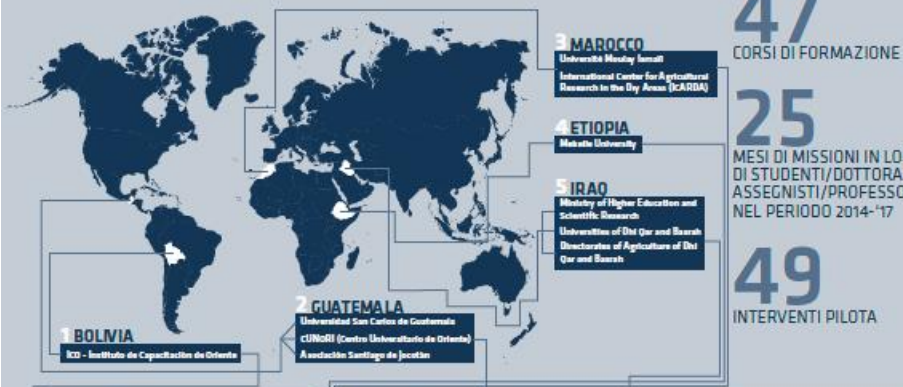 3 MAROCCO
Université Moulay Ismail
International Center for Agricultural
Research in the Dry Areas (ICARDA)
4 ETIOPIA
Mekelle University
5 IRAQ
Ministry of Higher Education and
Scientific Research
Universities of Dhi Qar and Basrah
Directorates of Agriculture of Dhi
Qar and Basrah
2 GUATEMALA
Universidad San Carlos de Guatemala
CUNORI (Centro Universitario de Oriente)
Asociación Santiago de Jocotán
1 BOLIVIA
ICO - Instituto de Capacitación de Oriente
47
CORSI DI FORMAZIONE
25
MESI DI MISSIONI IN LO
DI STUDENTI/DOTTORA
ASSEGNISTI/PROFESSO
NEL PERIODO 2014-'17
49
INTERVENTI PILOTA